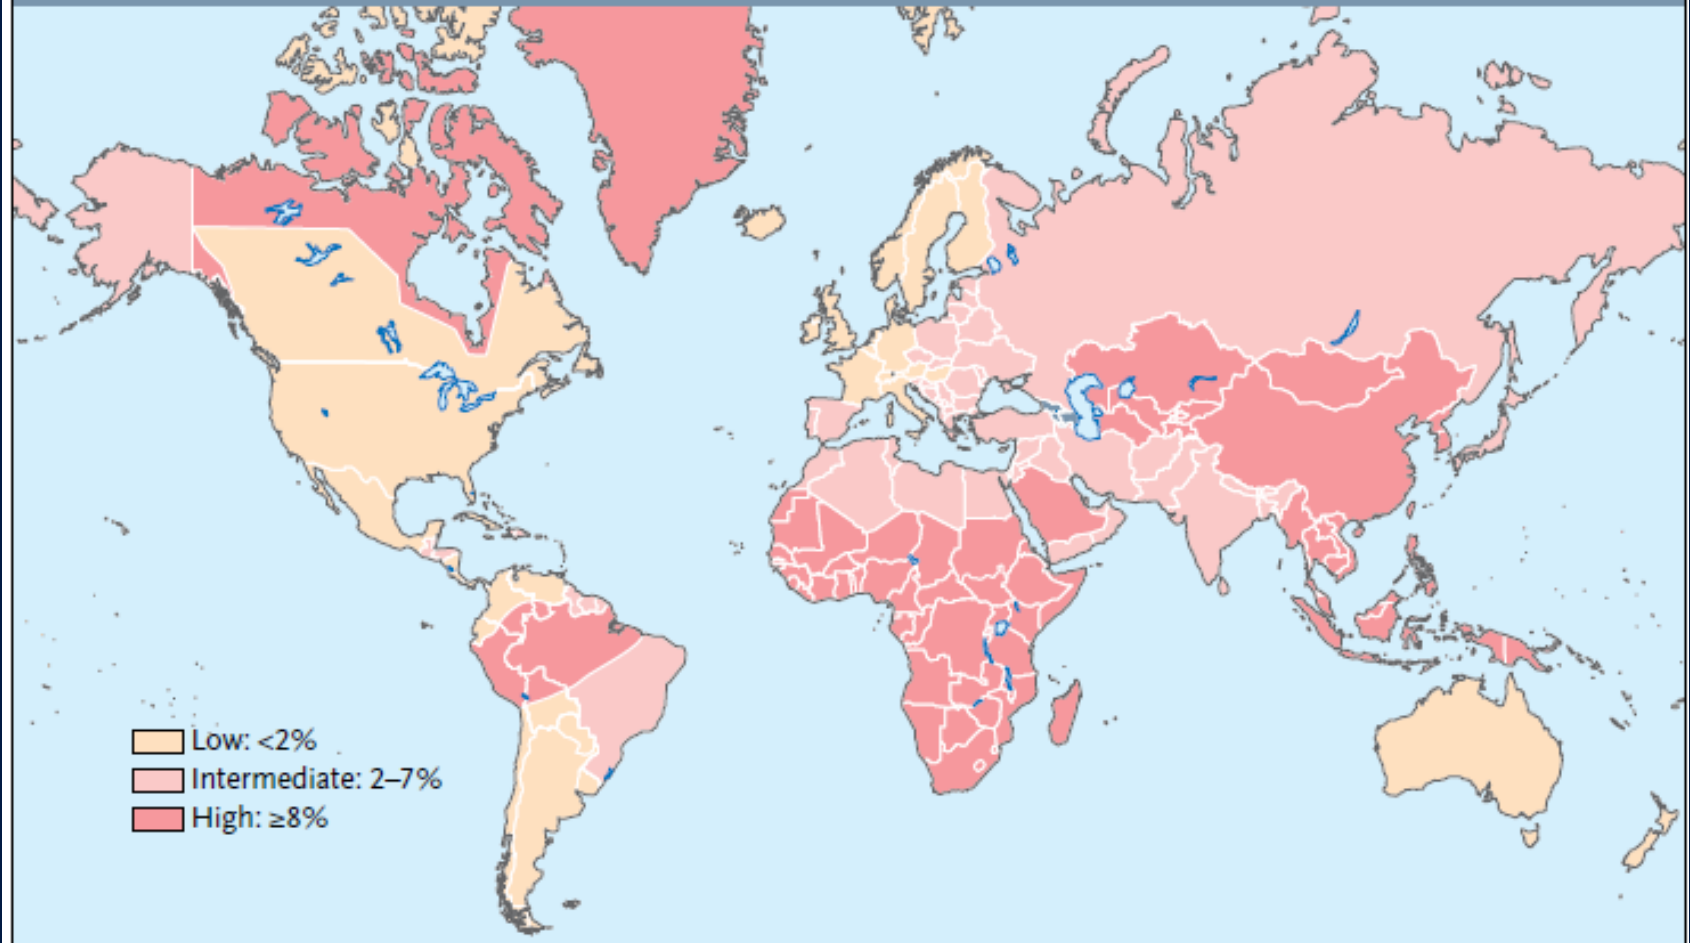 Low: <2%
Intermediate: 2–7%
High: ≥8%